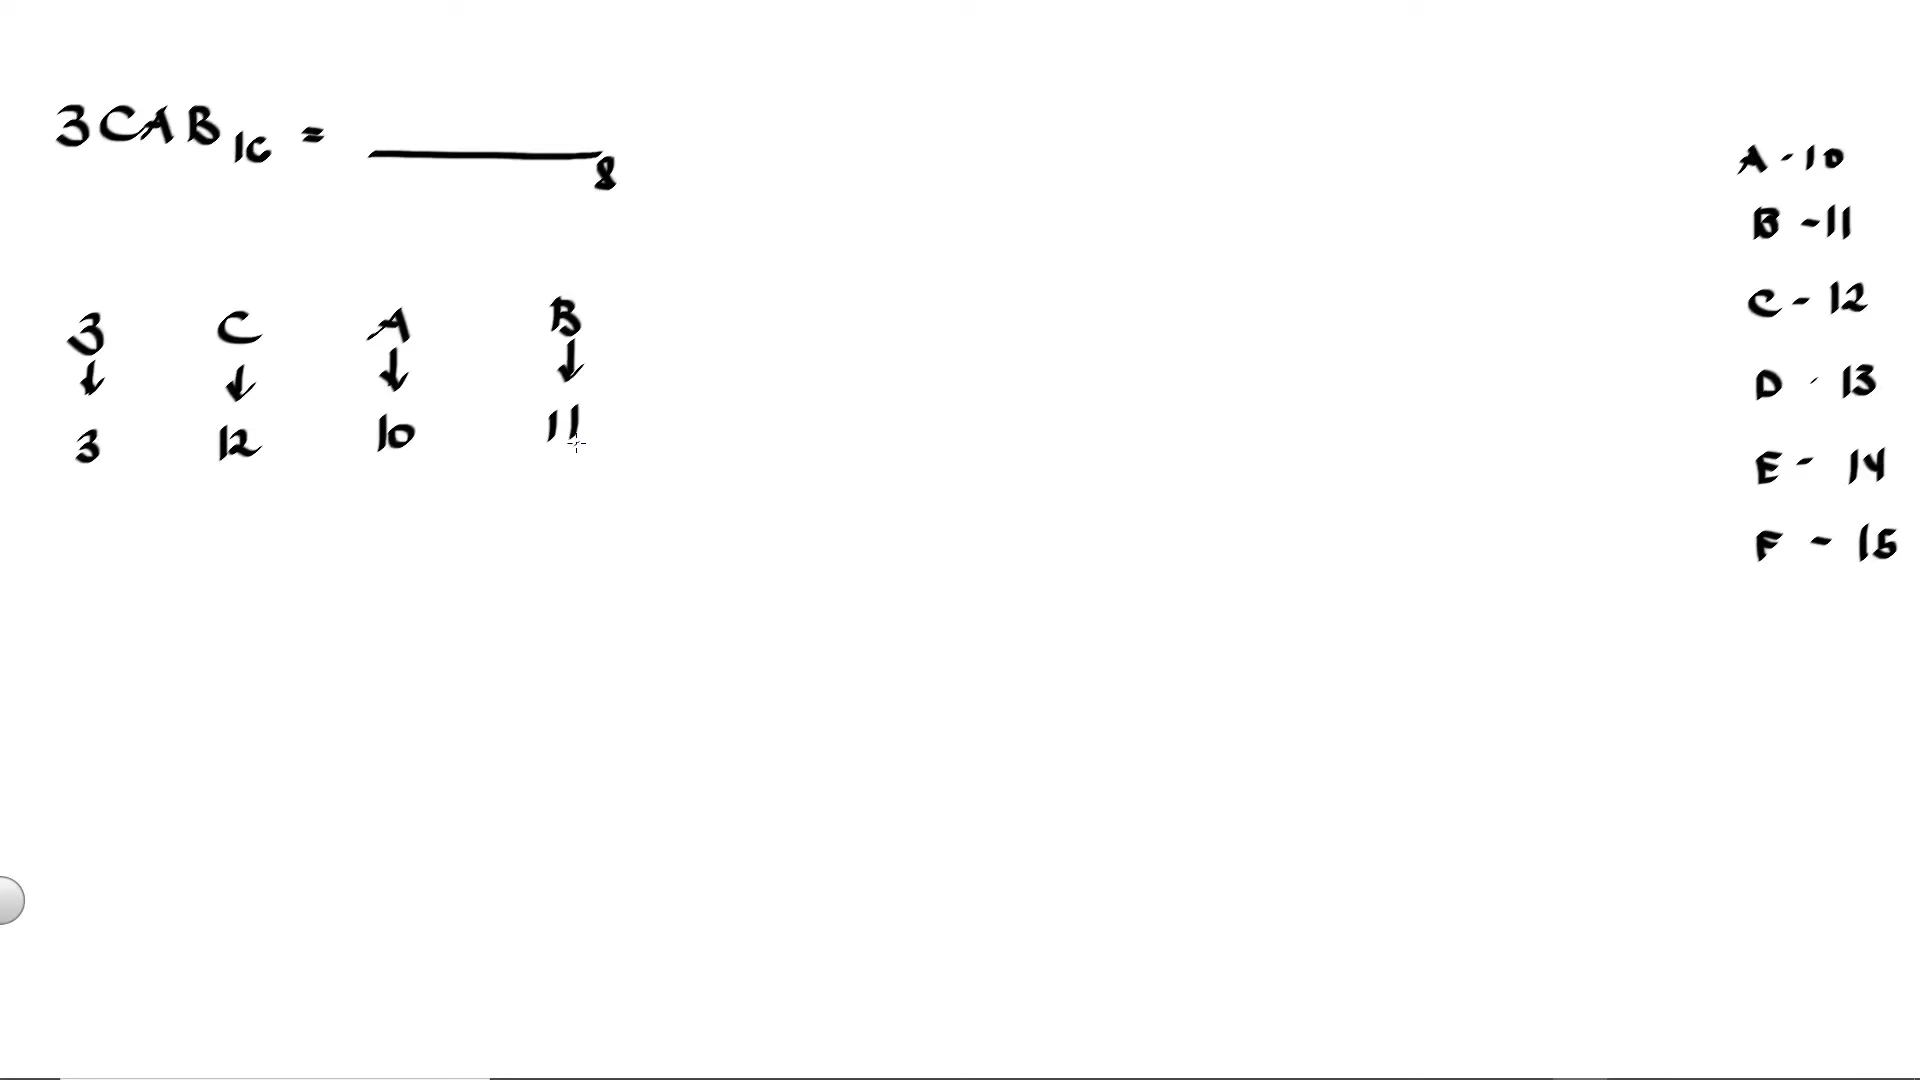 3CAB16 = ________8
A - 10
B - 11
C - 12
D - 13
E - 14
F - 15
3 C A B
↓ ↓ ↓ ↓
3 12 10 11